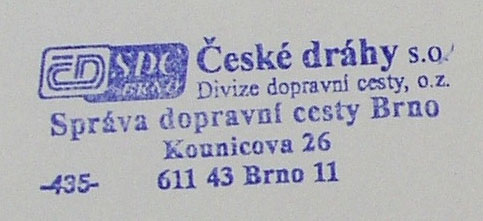 ČD SDC BRNO
České dráhy s.o.
Divize dopravní cesty, o.z.
Správa dopravní cesty Brno
Kounicova 26
-435- 611 43 Brno 11